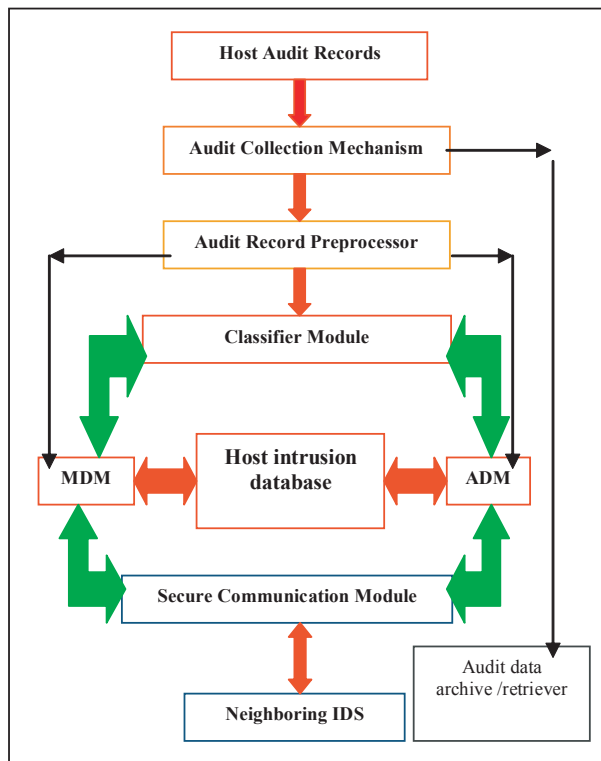 Host Audit Records
Audit Collection Mechanism
Audit Record Preprocessor
Classifier Module
MDM
Host intrusion
database
ADM
Secure Communication Module
Audit data
archive /retriever
Neighboring IDS